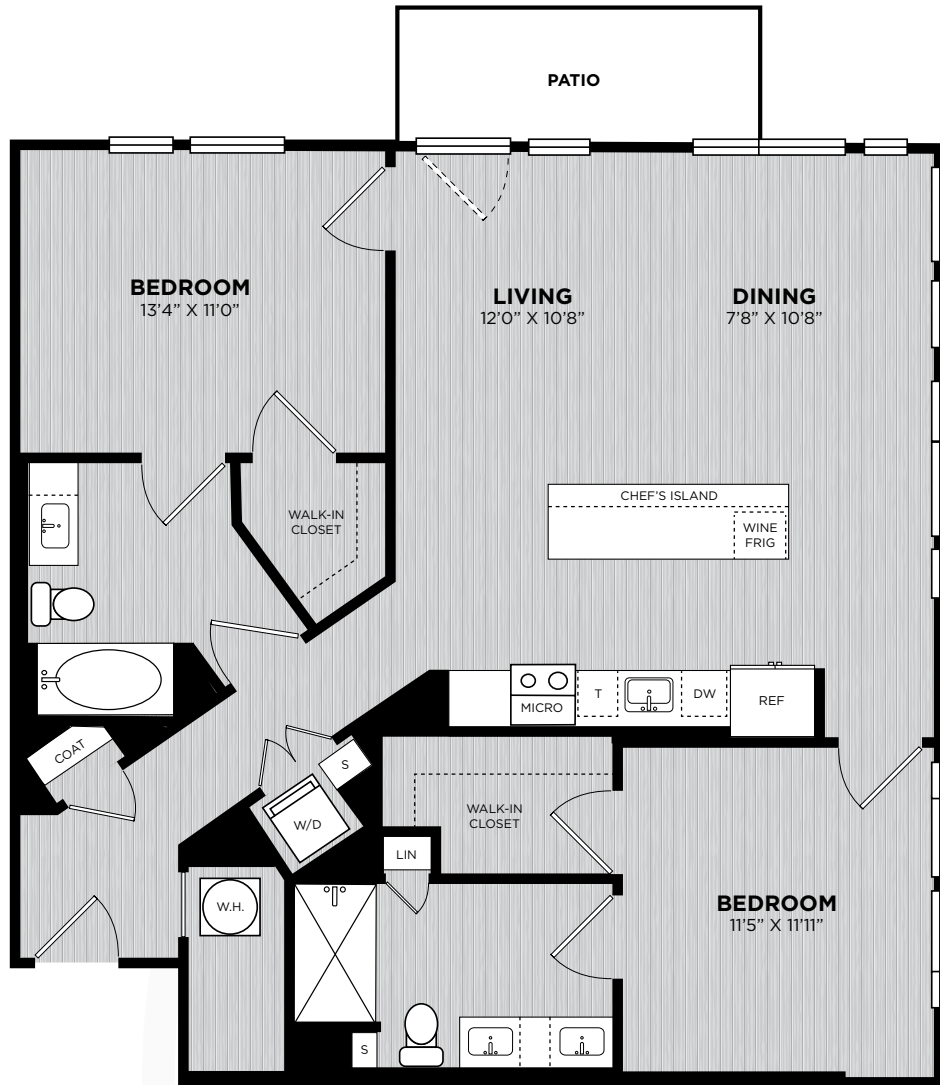 PATIO
BEDROOM
13’4” X 11’0”
LIVING
12’0” X 10’8”
DINING
7’8” X 10’8”
WALK-IN
CLOSET
CHEF’S ISLAND
WINE
FRIG
MICRO
T
DW
REF
COAT
S
W/D
WALK-IN
CLOSET
LIN
W.H.
BEDROOM
11’5” X 11’11”
S